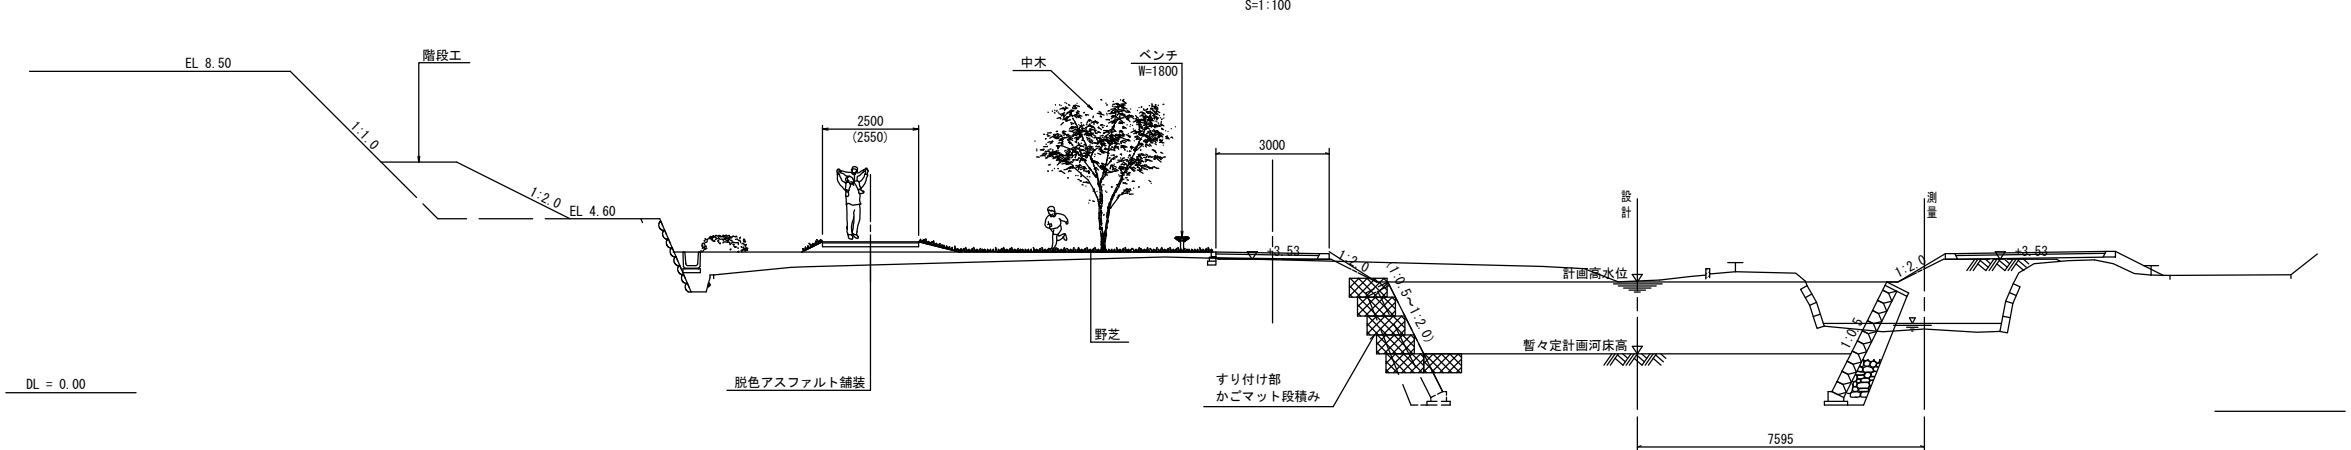 S=1:100
EL 8.50
階段工
1:1.0
1:2.0
EL 4.60
2500
(2550)
中木
ベンチ
W=1800
3000
+3.53
1:2.0
(1:0.5～1:2.0)
設計
計画高水位
測量
1:2.0
+3.53
1:0.5
暫々定計画河床高
野芝
脱色アスファルト舗装
すり付け部
かごマット段積み
DL = 0.00
7595